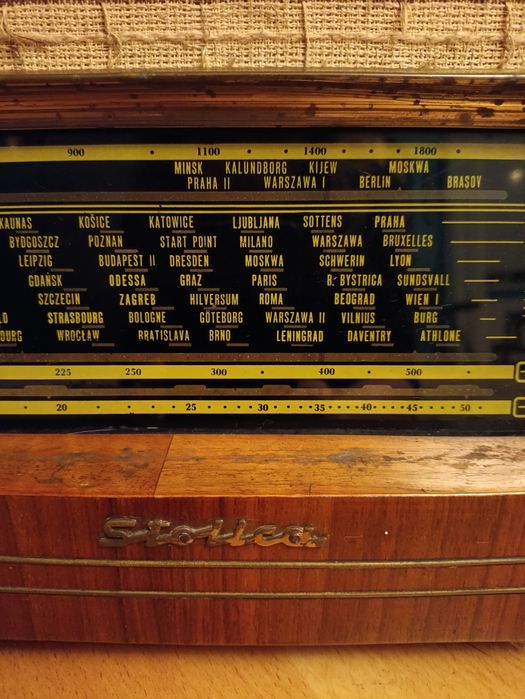 900 1100 1400 1800
MINSK KALUNDBORG KIJEW MOSKWA
PRAHA II WARSZAWA I BERLIN BRASOV
KAUNAS KOŠICE KATOWICE LJUBLJANA SOTTENS PRAHA
BYDGOSZCZ POZNAN START POINT MILANO WARSZAWA BRUXELLES
LEIPZIG BUDAPEST II DRESDEN MOSKWA SCHWERIN LYON
GDAŃSK ODESSA GRAZ PARIS B. BYSTRICA SUNDSVALL
SZCZECIN ZAGREB HILVERSUM ROMA BEOGRAD WIEN I
LO STRASBOURG BOLOGNE GÖTEBORG WARSZAWA II VILNIUS BURG
BOURG WROCŁAW BRATISLAVA BRNO LENINGRAD DAVENTRY ATHLONE
225 250 300 400 500
20 25 30 35 40 45 50
Stolica